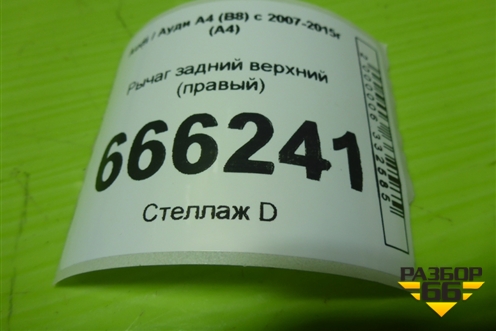 Audi / Ауди А4 (B8) с 2007-2015г
(A4)
Рычаг задний верхний
(правый)
666241
Стеллаж D
РАЗБОР
66